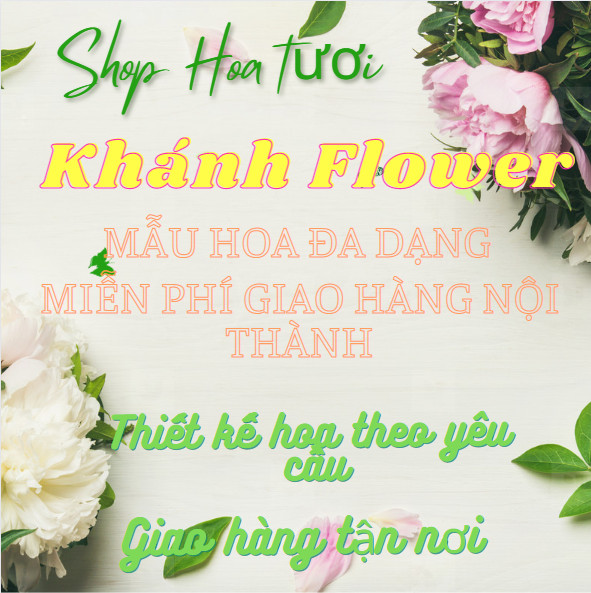 Shop Hoa tươi
Khánh Flower
MẪU HOA ĐA DẠNG
MIỄN PHÍ GIAO HÀNG NỘI
THÀNH
Thiết kế hoa theo yêu
cầu
Giao hàng tận nơi